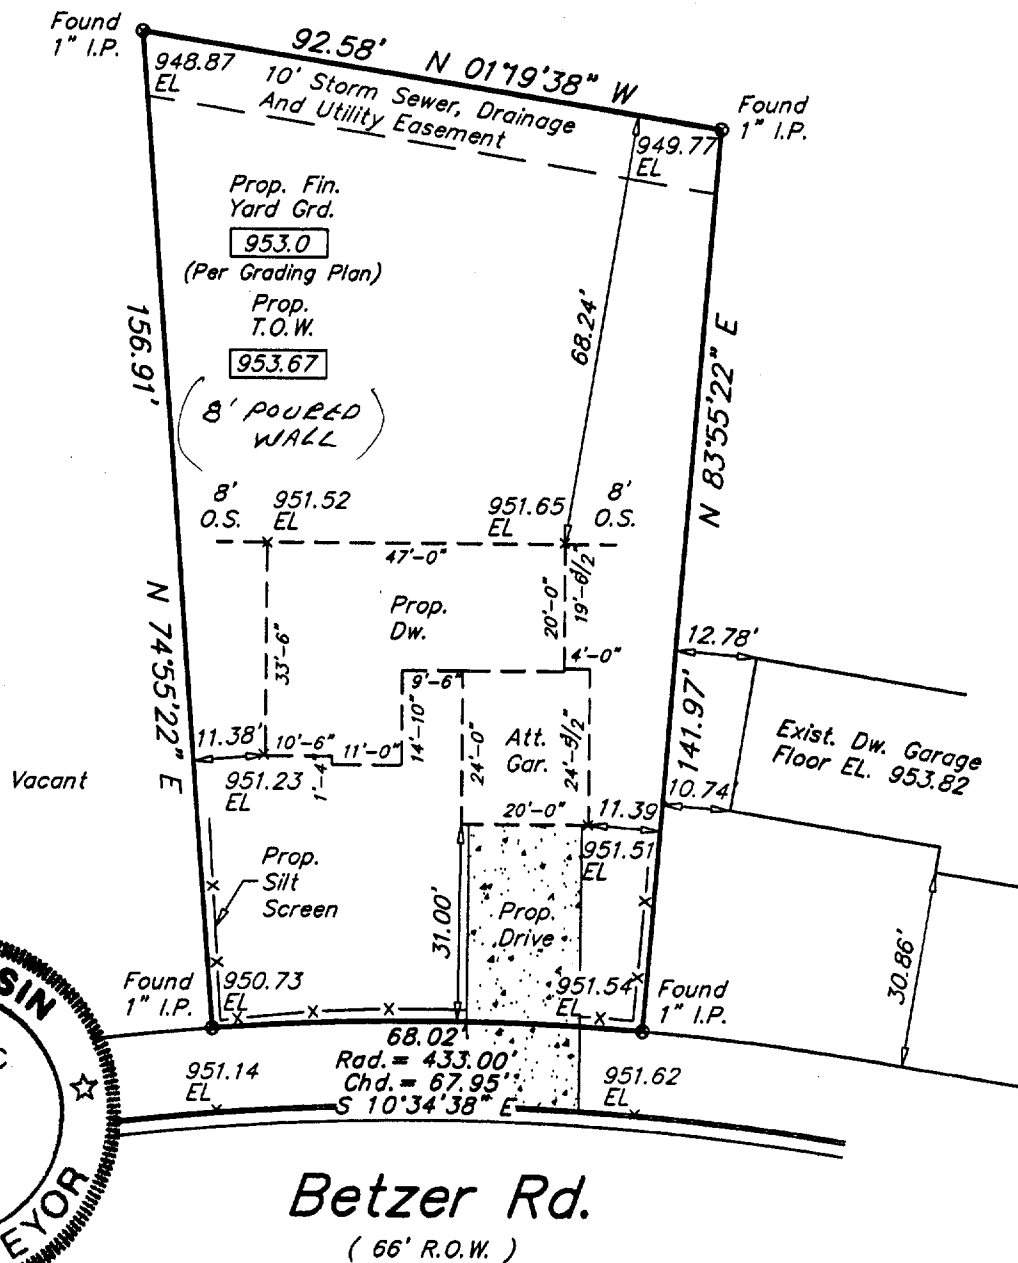 Found
1" I.P.
92.58' N 01°19'38" W
948.87
EL
10' Storm Sewer, Drainage
And Utility Easement
Found
1" I.P.
949.77
EL
Prop. Fin.
Yard Grd.
953.0
(Per Grading Plan)
Prop.
T.O.W.
953.67
8' POURED
WALL
156.91'
68.24'
N 83°55'22" E
8'
O.S.
951.52
EL
951.65
EL
8'
O.S.
47'-0"
Prop.
Dw.
20'-0"
19'-6 1/2"
33'-6"
N 74°55'22" E
4'-0"
12.78'
9'-6"
14'-10"
141.97'
11.38'
10'-6"
11'-0"
1'-4"
24'-0"
Att.
Gar.
24'-5 1/2"
Exist. Dw. Garage
Floor EL. 953.82
Vacant
951.23
EL
10.74'
20'-0"
11.39
951.51
EL
Prop.
Silt
Screen
31.00'
Prop.
Drive
30.86'
Found
1" I.P.
950.73
EL
951.54
EL
Found
1" I.P.
68.02'
Rad.= 433.00'
Chd.= 67.95'
S 10°34'38" E
951.14
EL
951.62
EL
SIN
C
EYOR
Betzer Rd.
( 66' R.O.W. )